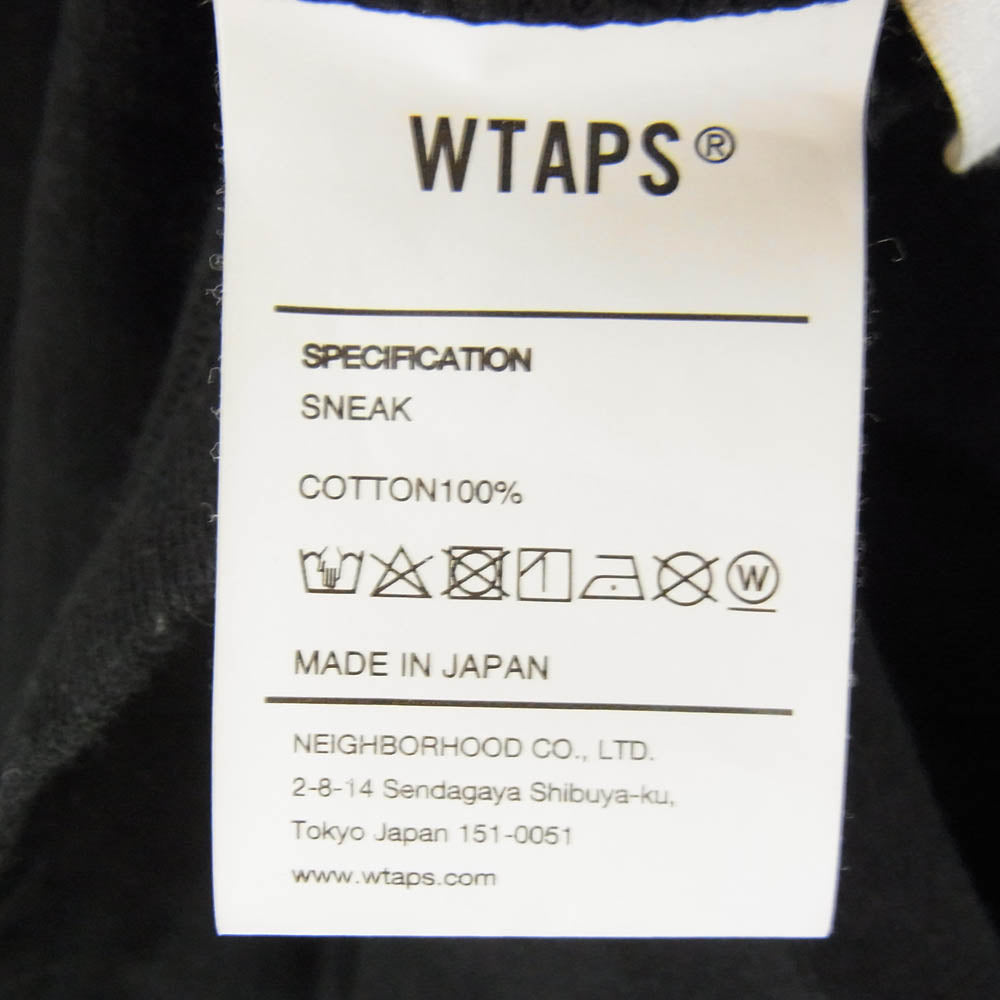 WTAPS®
SPECIFICATION
SNEAK
COTTON100%
W
MADE IN JAPAN
NEIGHBORHOOD CO., LTD.
2-8-14 Sendagaya Shibuya-ku,
Tokyo Japan 151-0051
www.wtaps.com